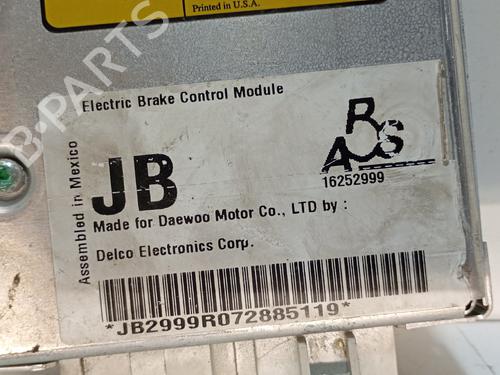 Printed in U.S.A.
B-PARTS
Electric Brake Control Module
Assembled in Mexico
JB
ABS
16252999
Made for Daewoo Motor Co., LTD by :
Delco Electronics Corp.
*JB2999R072885119*